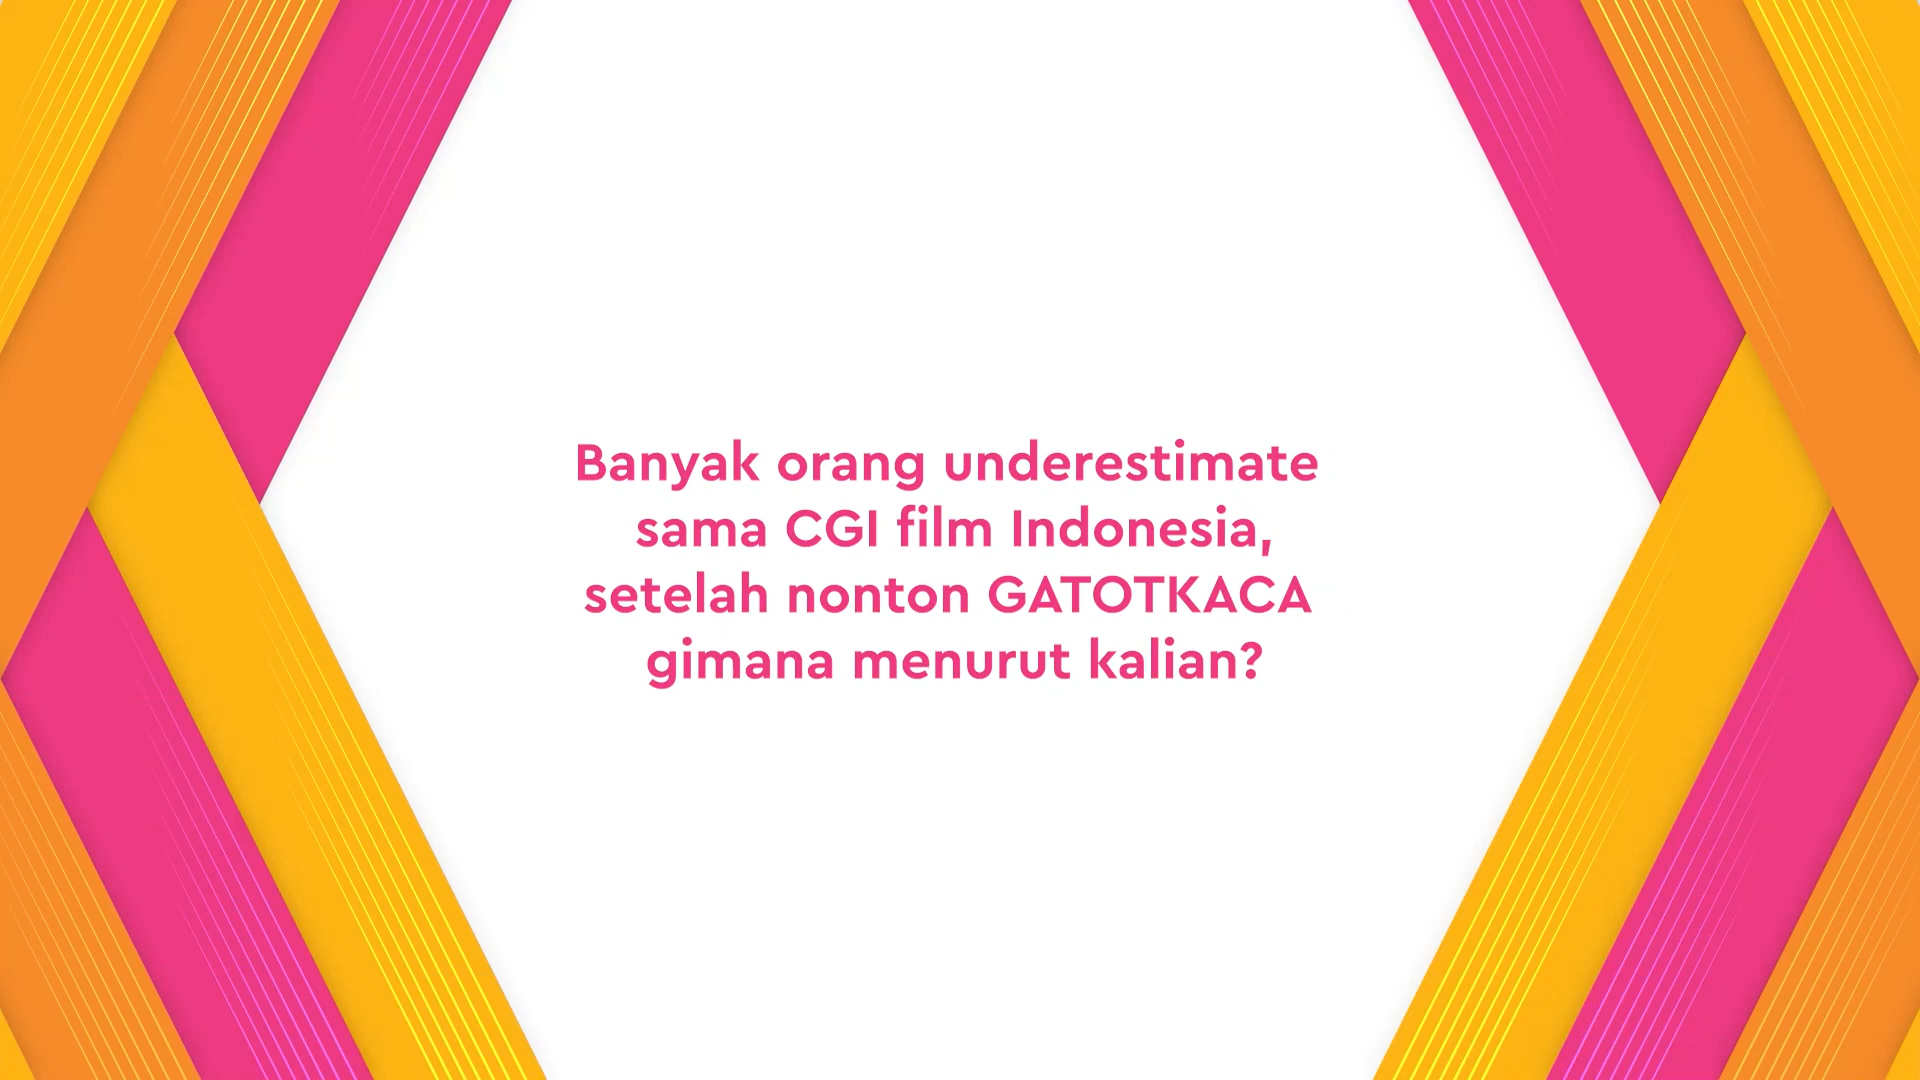 Banyak orang underestimate
sama CGI film Indonesia,
setelah nonton GATOTKACA
gimana menurut kalian?